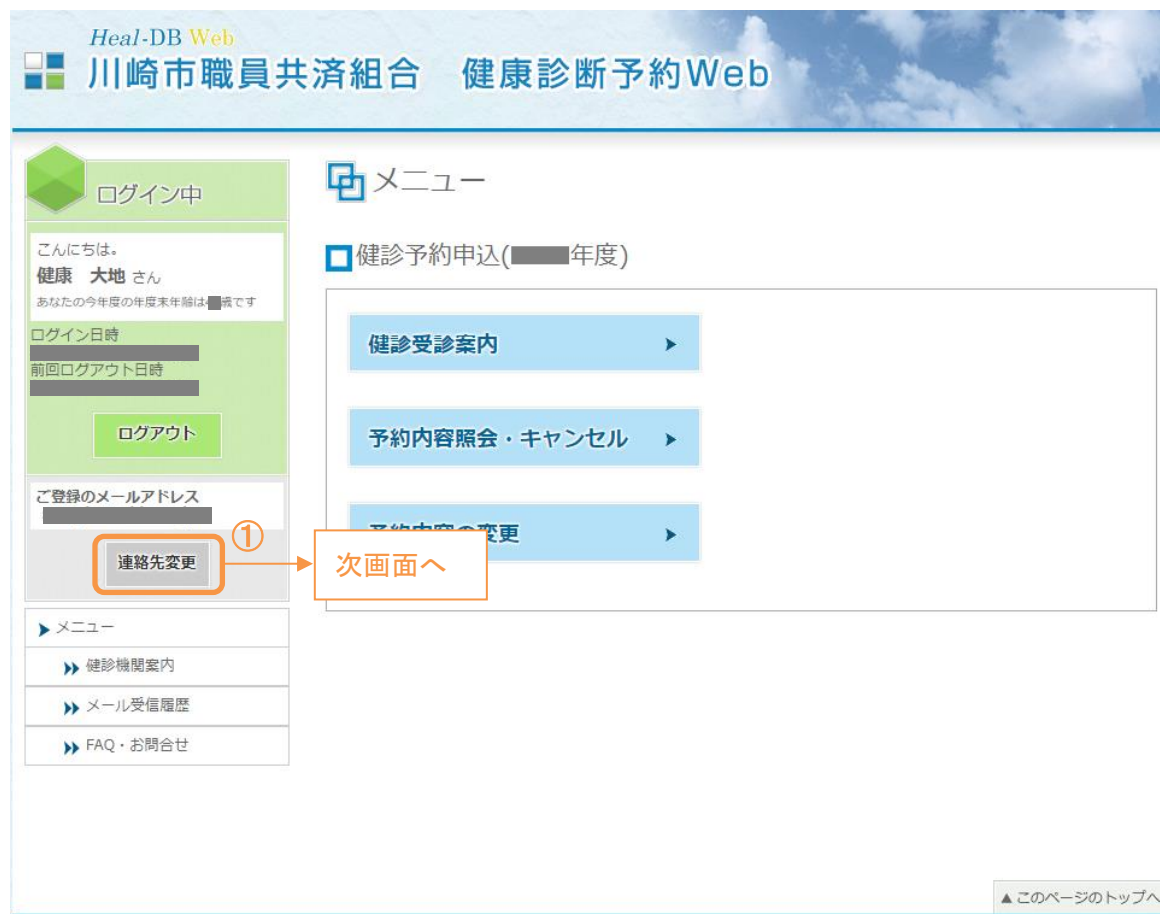 Heal-DB Web
川崎市職員共済組合　健康診断予約Web
ログイン中
こんにちは。
健康　大地 さん
あなたの今年度の年度末年齢は 歳です
ログイン日時
前回ログアウト日時
ログアウト
ご登録のメールアドレス
①
連絡先変更
メニュー
健診機関案内
メール受信履歴
FAQ・お問合せ
メニュー
健診予約申込( 年度)
健診受診案内
予約内容照会・キャンセル
予約内容の変更
次画面へ
▲このページのトップへ